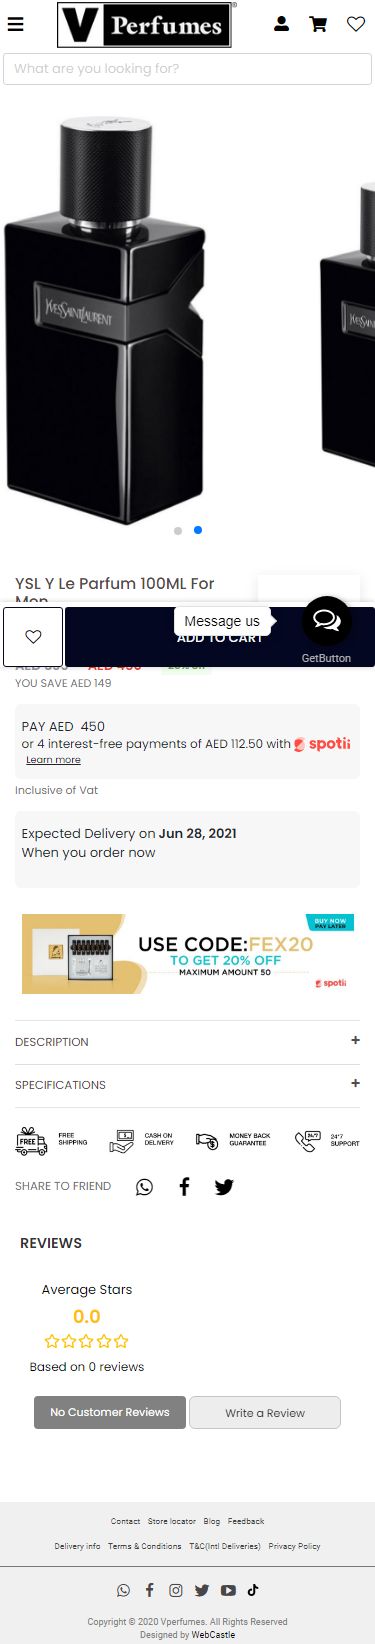 V Perfumes®
What are you looking for?
YVESSAINTLAURENT
YSL Y Le Parfum 100ML For
Men
Message us
ADD TO CART
GetButton
YOU SAVE AED 149
PAY AED 450
or 4 interest-free payments of AED 112.50 with spotii
Learn more
Inclusive of Vat
Expected Delivery on Jun 28, 2021
When you order now
BUY NOW
PAY LATER
USE CODE:FEX20
TO GET 20% OFF
MAXIMUM AMOUNT 50
spotii
DESCRIPTION +
SPECIFICATIONS +
FREE
FREE
SHIPPING
CASH ON
DELIVERY
MONEY BACK
GUARANTEE
24/7
24*7
SUPPORT
SHARE TO FRIEND
REVIEWS
Average Stars
0.0
Based on 0 reviews
No Customer Reviews
Write a Review
Contact Store locator Blog Feedback
Delivery info Terms & Conditions T&C(Intl Deliveries) Privacy Policy
Copyright © 2020 Vperfumes. All Rights Reserved
Designed by WebCastle